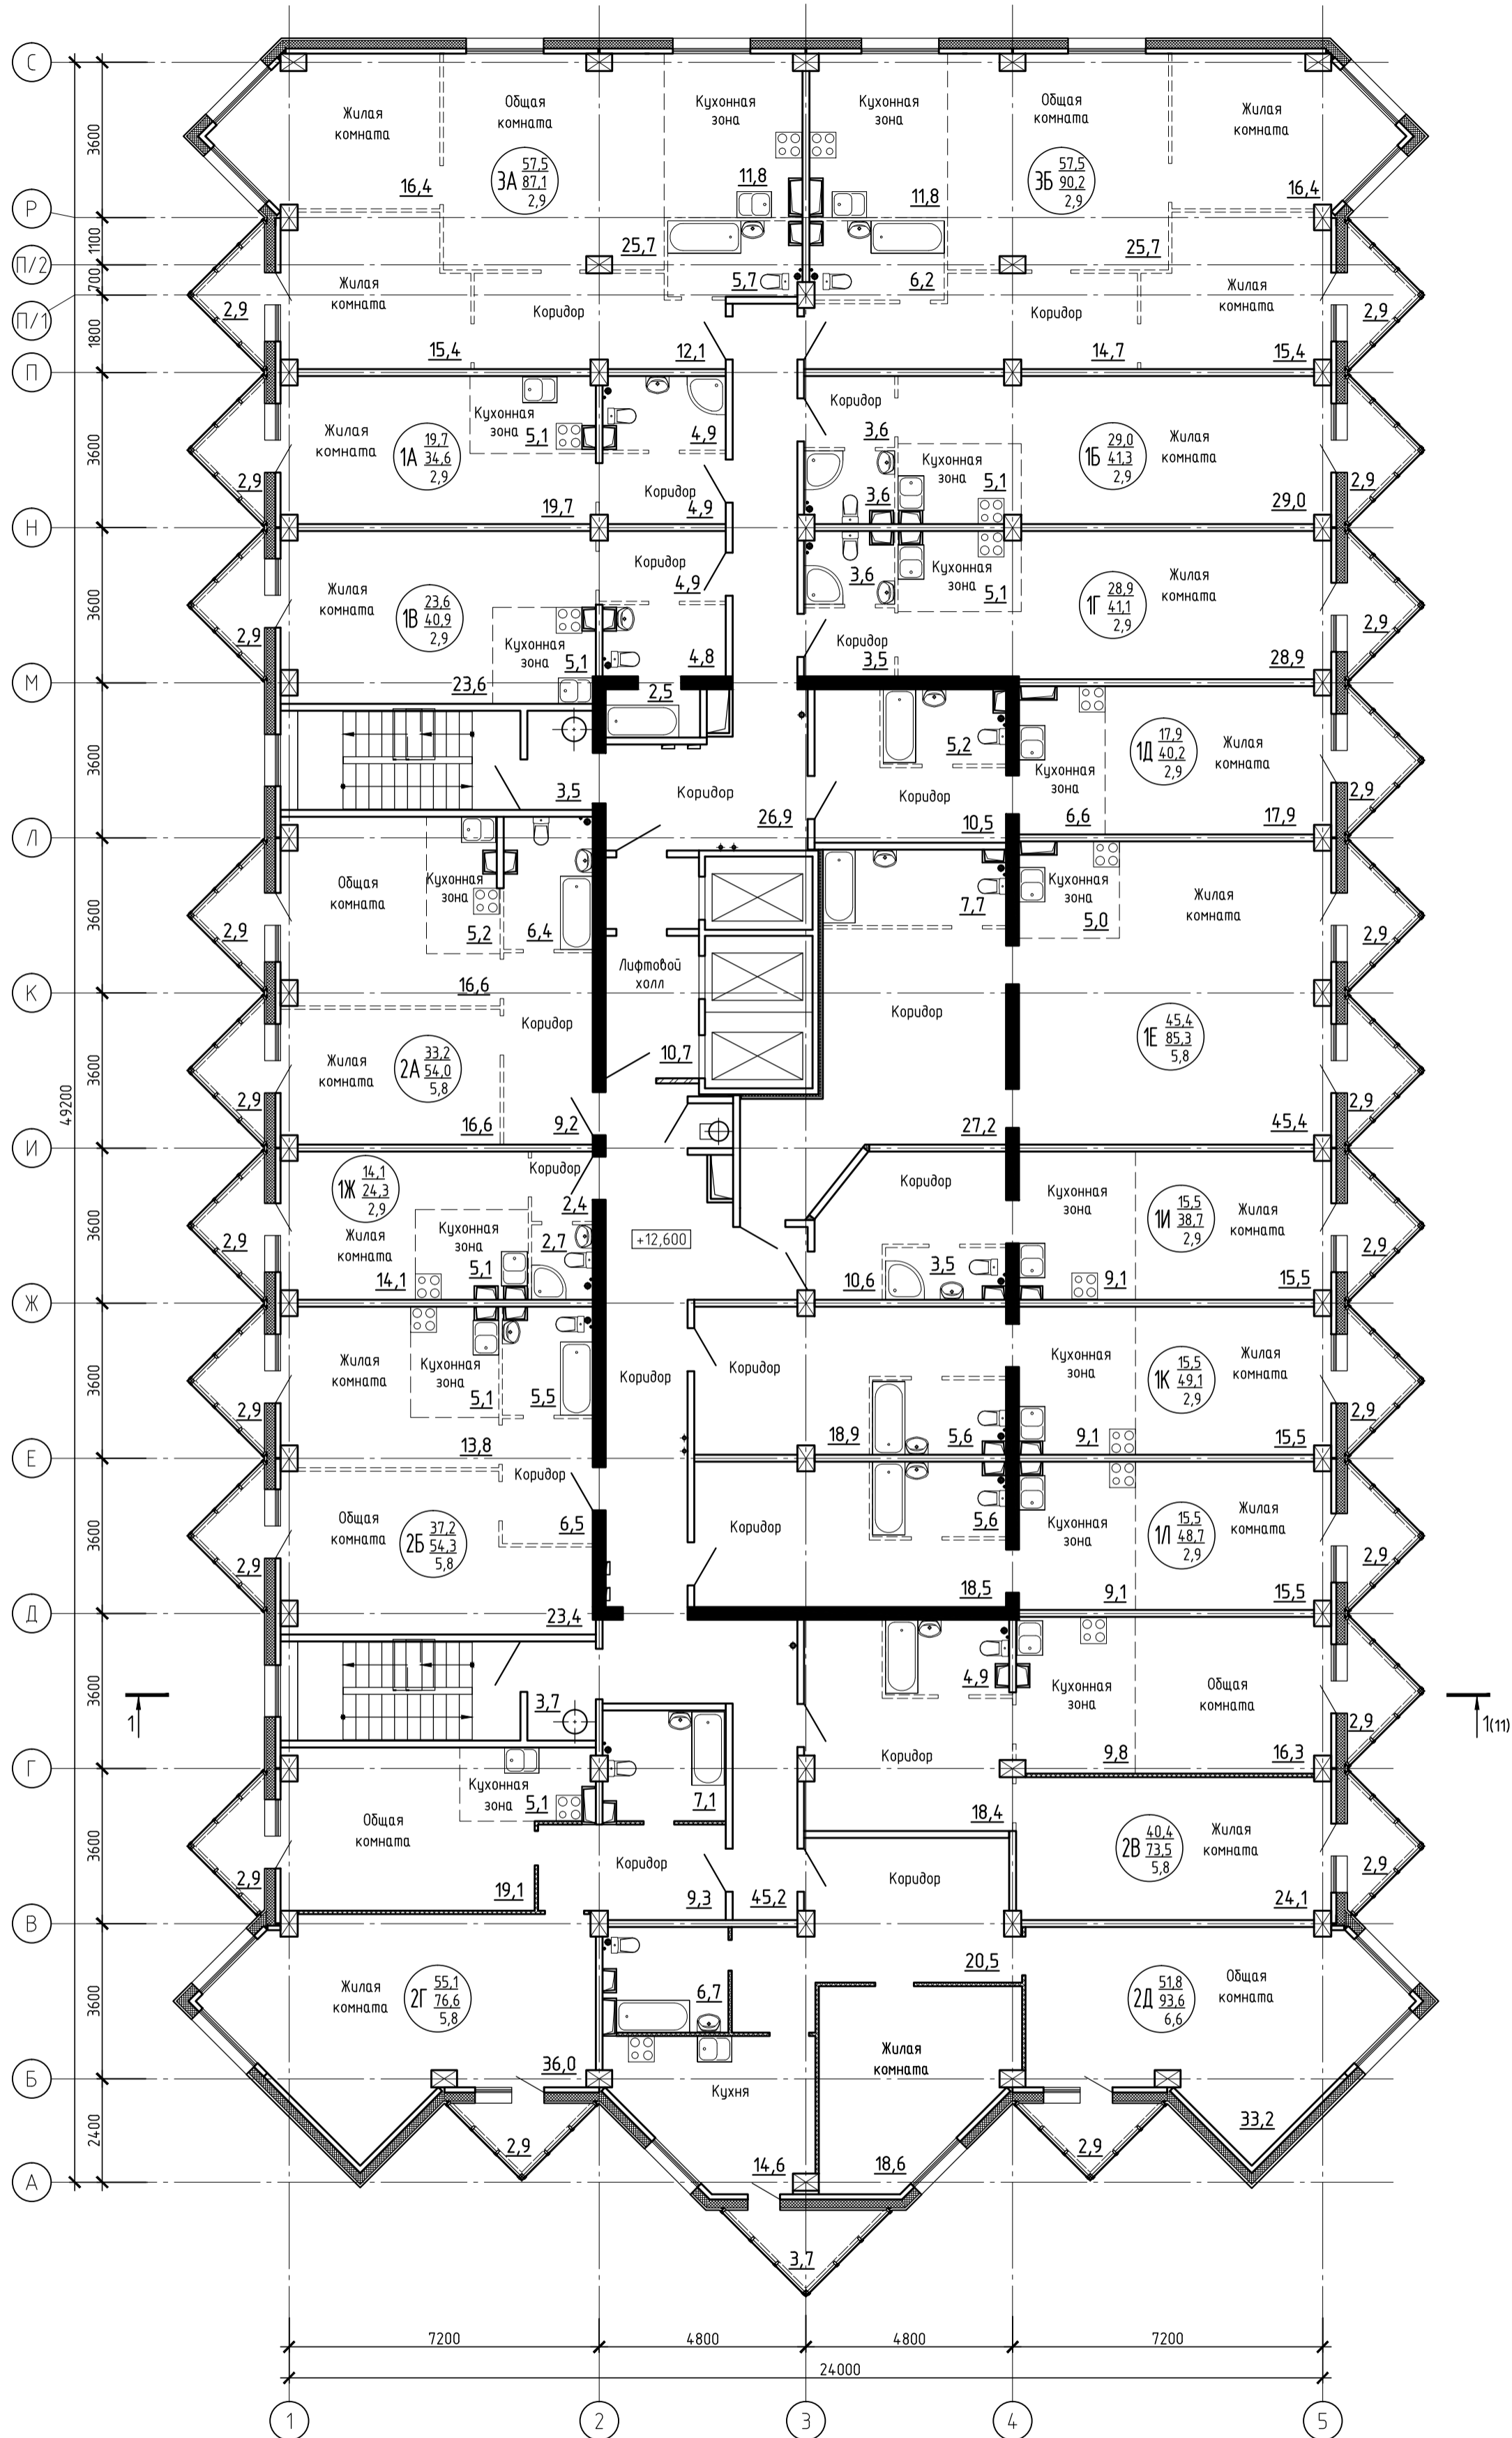 С
Жилая
комната
Общая
комната
Кухонная
зона
Кухонная
зона
Общая
комната
Жилая
комната
3600
3А
57,5
87,1
2,9
3Б
57,5
90,2
2,9
16,4
11,8
11,8
16,4
Р
1100
25,7
25,7
П/2
700
5,7
6,2
Жилая
комната
Жилая
комната
П/1
2,9
Коридор
Коридор
2,9
1800
15,4
12,1
14,7
15,4
П
Коридор
Жилая
комната
1А
19,7
34,6
2,9
Кухонная
зона
5,1
4,9
3,6
Кухонная
зона
5,1
1Б
29,0
41,3
2,9
Жилая
комната
3600
2,9
Коридор
3,6
2,9
19,7
4,9
29,0
Н
Жилая
комната
Коридор
4,9
3,6
Кухонная
зона
5,1
Жилая
комната
1В
23,6
40,9
2,9
1Г
28,9
41,1
2,9
3600
2,9
Кухонная
зона
5,1
4,8
Коридор
3,5
2,9
23,6
28,9
М
2,5
5,2
Кухонная
зона
1Д
17,9
40,2
2,9
Жилая
комната
3600
3,5
Коридор
Коридор
2,9
26,9
10,5
6,6
17,9
Л
Общая
комната
Кухонная
зона
7,7
Кухонная
зона
Жилая
комната
3600
2,9
5,2
6,4
5,0
2,9
Лифтовой
холл
16,6
К
Коридор
Коридор
Жилая
комната
2А
33,2
54,0
5,8
10,7
1Е
45,4
85,3
5,8
3600
49200
2,9
2,9
16,6
9,2
27,2
45,4
И
1Ж
14,1
24,3
2,9
Коридор
2,4
Коридор
Кухонная
зона
1И
15,5
38,7
2,9
Жилая
комната
3600
2,9
Жилая
комната
Кухонная
зона
2,7
+12,600
2,9
14,1
5,1
10,6
3,5
9,1
15,5
Ж
Жилая
комната
Кухонная
зона
Коридор
Коридор
Кухонная
зона
1К
15,5
49,1
2,9
Жилая
комната
3600
2,9
5,1
5,5
2,9
13,8
18,9
5,6
9,1
15,5
Е
Общая
комната
Коридор
Коридор
5,6
Кухонная
зона
1Л
15,5
48,7
2,9
Жилая
комната
2Б
37,2
54,3
5,8
6,5
3600
2,9
2,9
23,4
18,5
9,1
15,5
Д
3,7
4,9
Кухонная
зона
Общая
комната
3600
1
1(11)
2,9
Коридор
9,8
16,3
Г
Кухонная
зона
5,1
7,1
18,4
Общая
комната
2В
40,4
73,5
5,8
Жилая
комната
3600
2,9
Коридор
Коридор
2,9
19,1
9,3
45,2
24,1
В
20,5
Жилая
комната
2Г
55,1
76,6
5,8
6,7
2Д
51,8
93,6
6,6
Общая
комната
3600
Жилая
комната
36,0
Кухня
Б
2400
2,9
14,6
18,6
2,9
33,2
А
3,7
7200
4800
4800
7200
24000
1
2
3
4
5